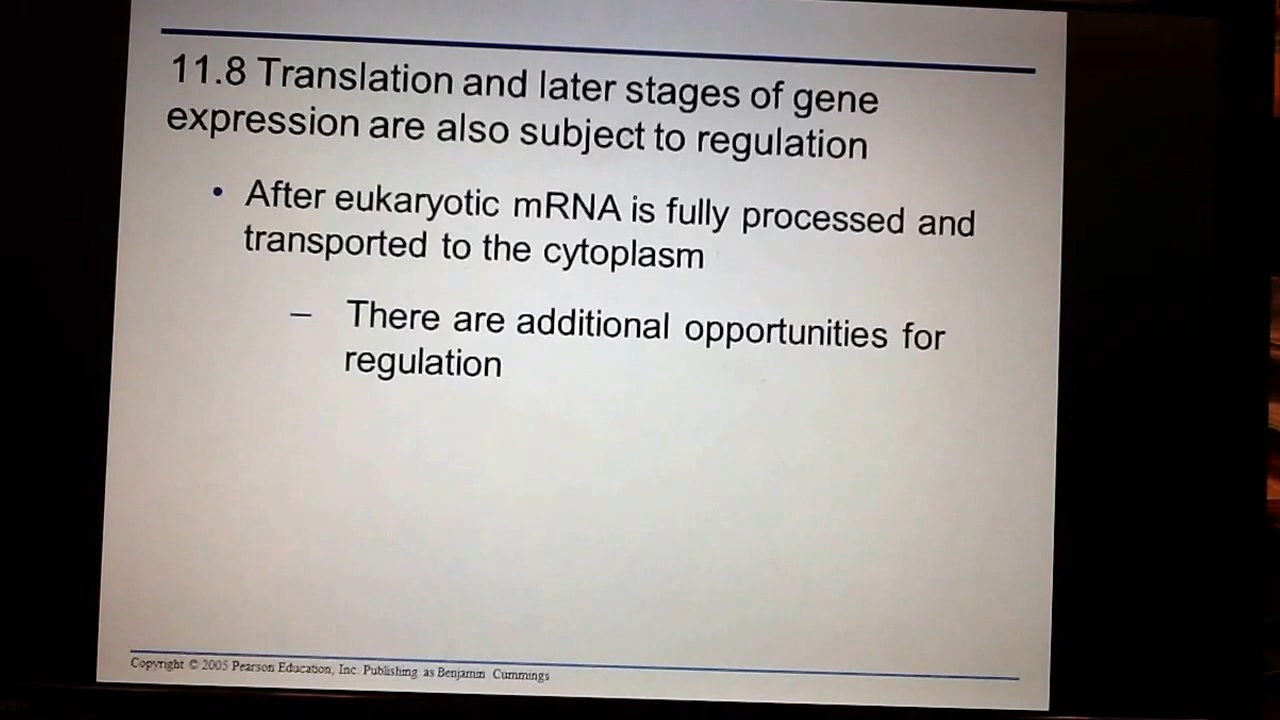 11.8 Translation and later stages of gene
expression are also subject to regulation
• After eukaryotic mRNA is fully processed and
transported to the cytoplasm
– There are additional opportunities for
regulation
Copyright © 2005 Pearson Education, Inc. Publishing as Benjamin Cummings